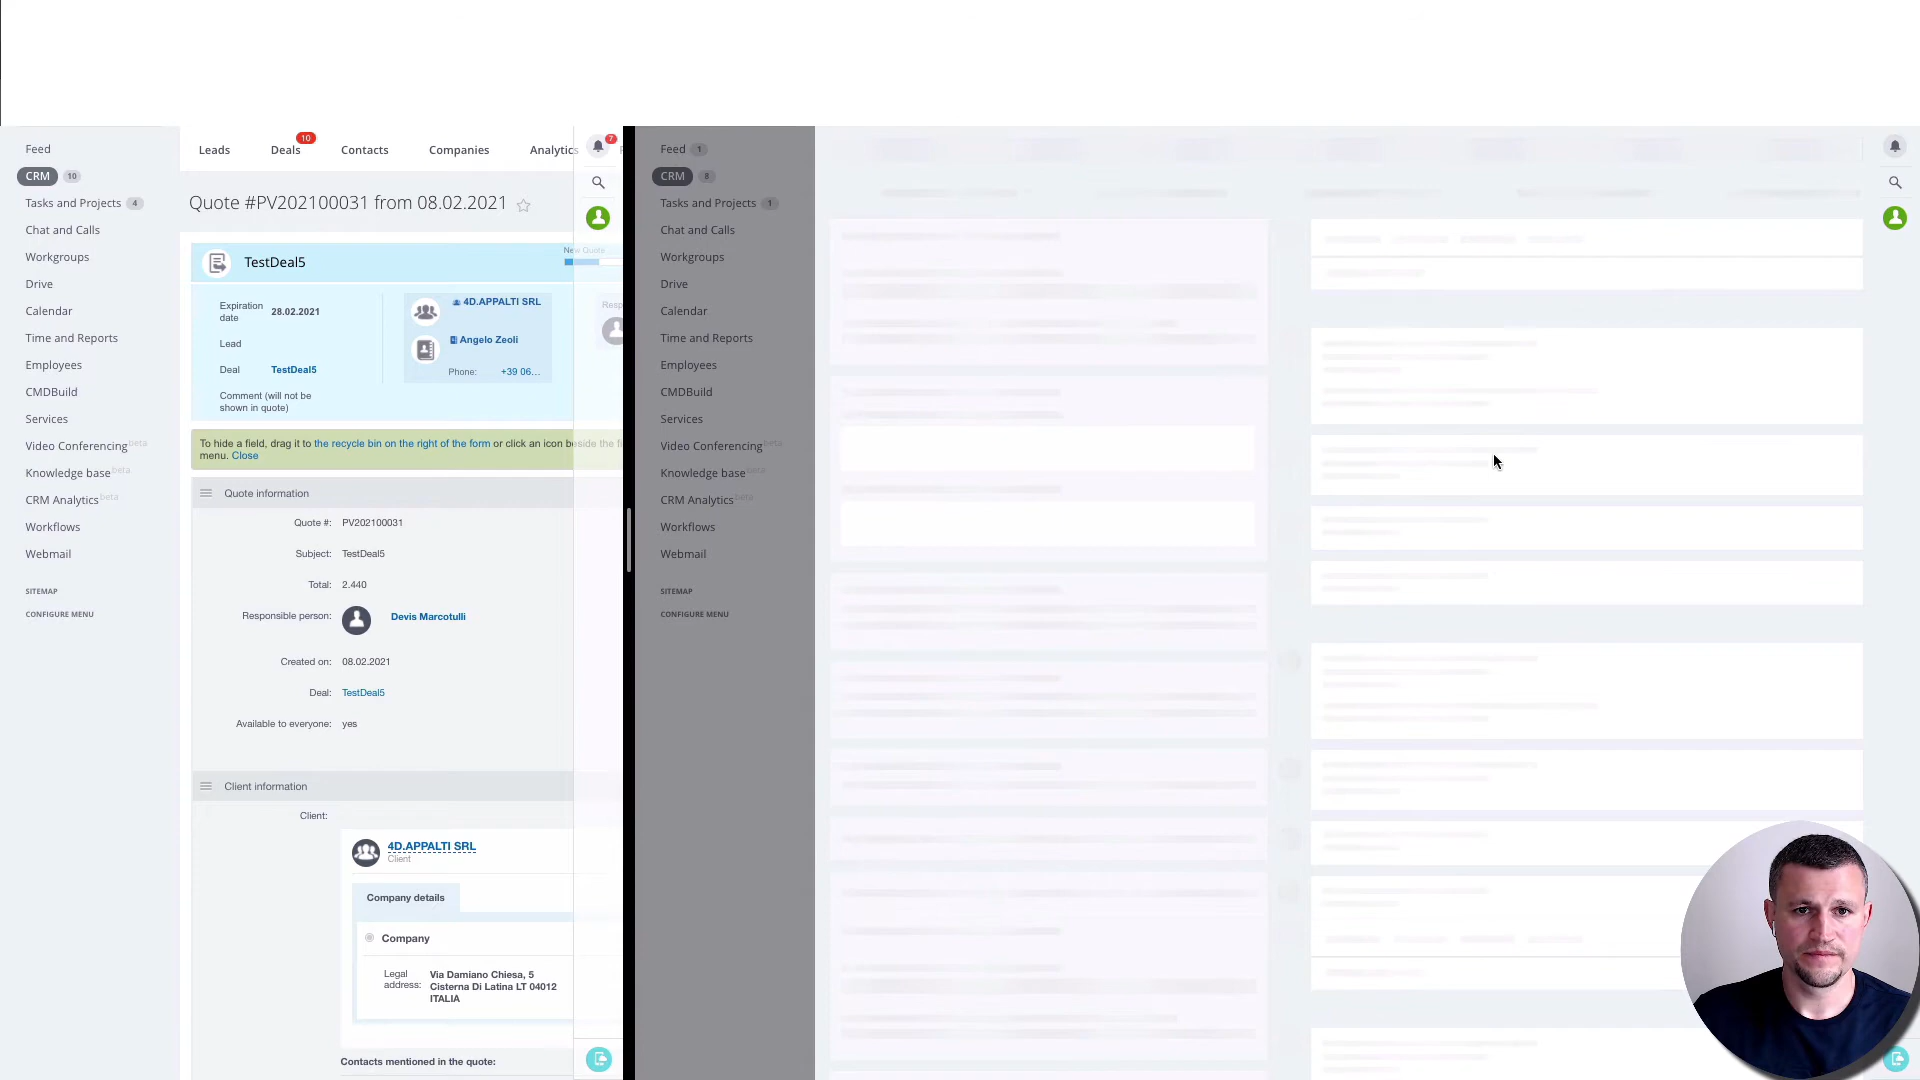 Feed
CRM 10
Tasks and Projects 4
Chat and Calls
Workgroups
Drive
Calendar
Time and Reports
Employees
CMDBuild
Services
Video Conferencing beta
Knowledge base beta
CRM Analytics beta
Workflows
Webmail
SITEMAP
CONFIGURE MENU
Leads
Deals 10
Contacts
Companies
Analytics
7
Quote #PV202100031 from 08.02.2021
TestDeal5
New Quote
Expiration
date
28.02.2021
Lead
Deal TestDeal5
Comment (will not be
shown in quote)
4D.APPALTI SRL
Angelo Zeoli
Phone: +39 06...
Resp
To hide a field, drag it to the recycle bin on the right of the form or click an icon beside the fi
menu. Close
Quote information
Quote #: PV202100031
Subject: TestDeal5
Total: 2.440
Responsible person: Devis Marcotulli
Created on: 08.02.2021
Deal: TestDeal5
Available to everyone: yes
Client information
Client:
4D.APPALTI SRL
Client
Company details
Company
Legal
address:
Via Damiano Chiesa, 5
Cisterna Di Latina LT 04012
ITALIA
Contacts mentioned in the quote:
Feed 1
CRM 8
Tasks and Projects 1
Chat and Calls
Workgroups
Drive
Calendar
Time and Reports
Employees
CMDBuild
Services
Video Conferencing beta
Knowledge base beta
CRM Analytics beta
Workflows
Webmail
SITEMAP
CONFIGURE MENU